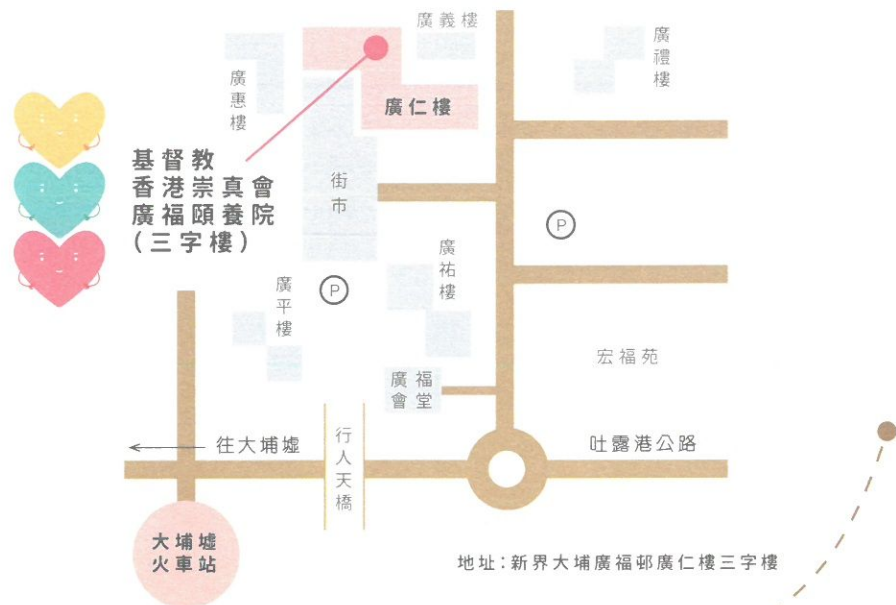 廣義樓
廣禮樓
廣惠樓
廣仁樓
基督教
香港崇真會
廣福頤養院
(三字樓)
街市
P
廣祐樓
廣平樓
P
宏福苑
廣福
會堂
往大埔墟
行人天橋
吐露港公路
大埔墟
火車站
地址:新界大埔廣福邨廣仁樓三字樓